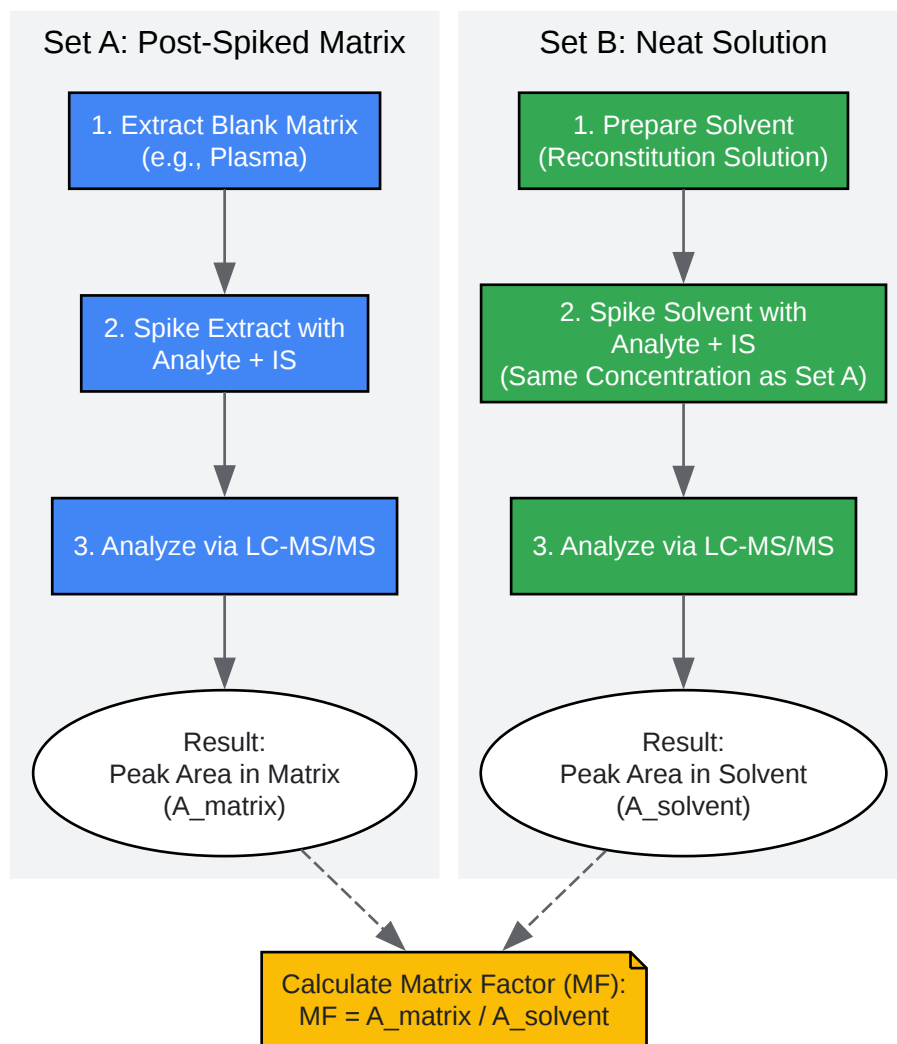 Set A: Post-Spiked Matrix
1. Extract Blank Matrix
(e.g., Plasma)
2. Spike Extract with
Analyte + IS
3. Analyze via LC-MS/MS
Result:
Peak Area in Matrix
(A_matrix)
Set B: Neat Solution
1. Prepare Solvent
(Reconstitution Solution)
2. Spike Solvent with
Analyte + IS
(Same Concentration as Set A)
3. Analyze via LC-MS/MS
Result:
Peak Area in Solvent
(A_solvent)
Calculate Matrix Factor (MF):
MF = A_matrix / A_solvent